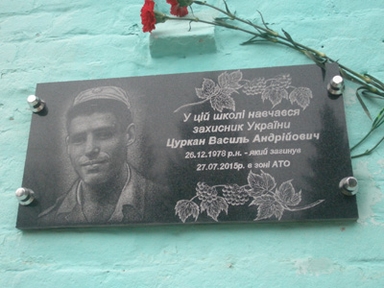 У цій школі навчався
захисник України
Цуркан Василь Андрійович
26.12.1978 р.н. - який загинув
27.07.2015р. в зоні АТО